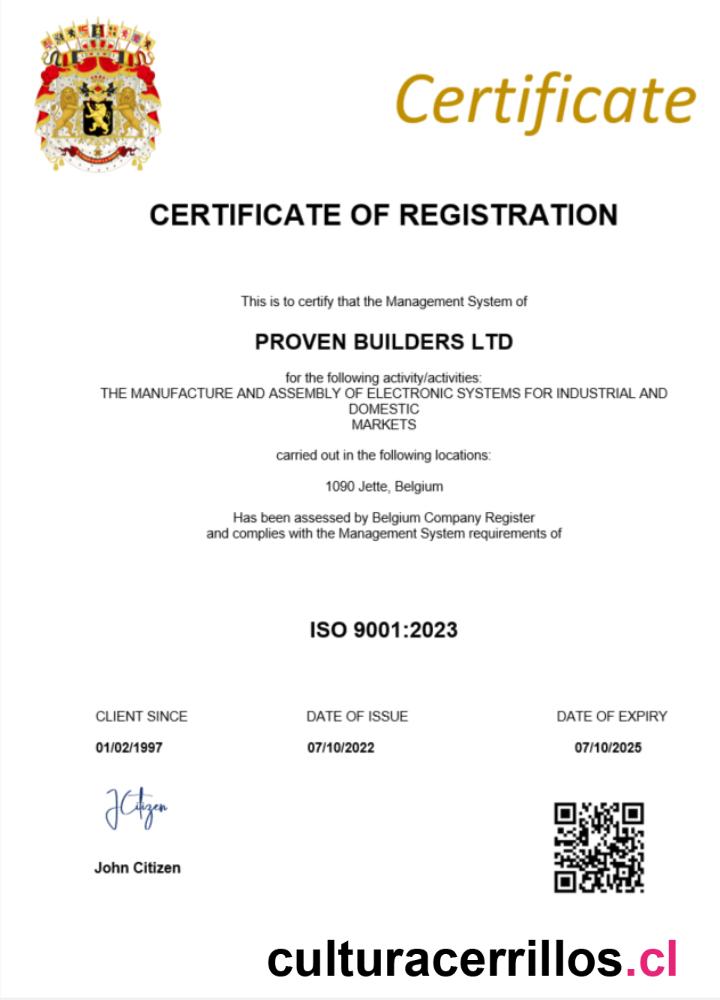 Certificate
CERTIFICATE OF REGISTRATION
This is to certify that the Management System of
PROVEN BUILDERS LTD
for the following activity/activities:
THE MANUFACTURE AND ASSEMBLY OF ELECTRONIC SYSTEMS FOR INDUSTRIAL AND
DOMESTIC
MARKETS
carried out in the following locations:
1090 Jette, Belgium
Has been assessed by Belgium Company Register
and complies with the Management System requirements of
ISO 9001:2023
CLIENT SINCE DATE OF ISSUE DATE OF EXPIRY
01/02/1997 07/10/2022 07/10/2025
JCitizen
John Citizen
culturacerrillos.cl